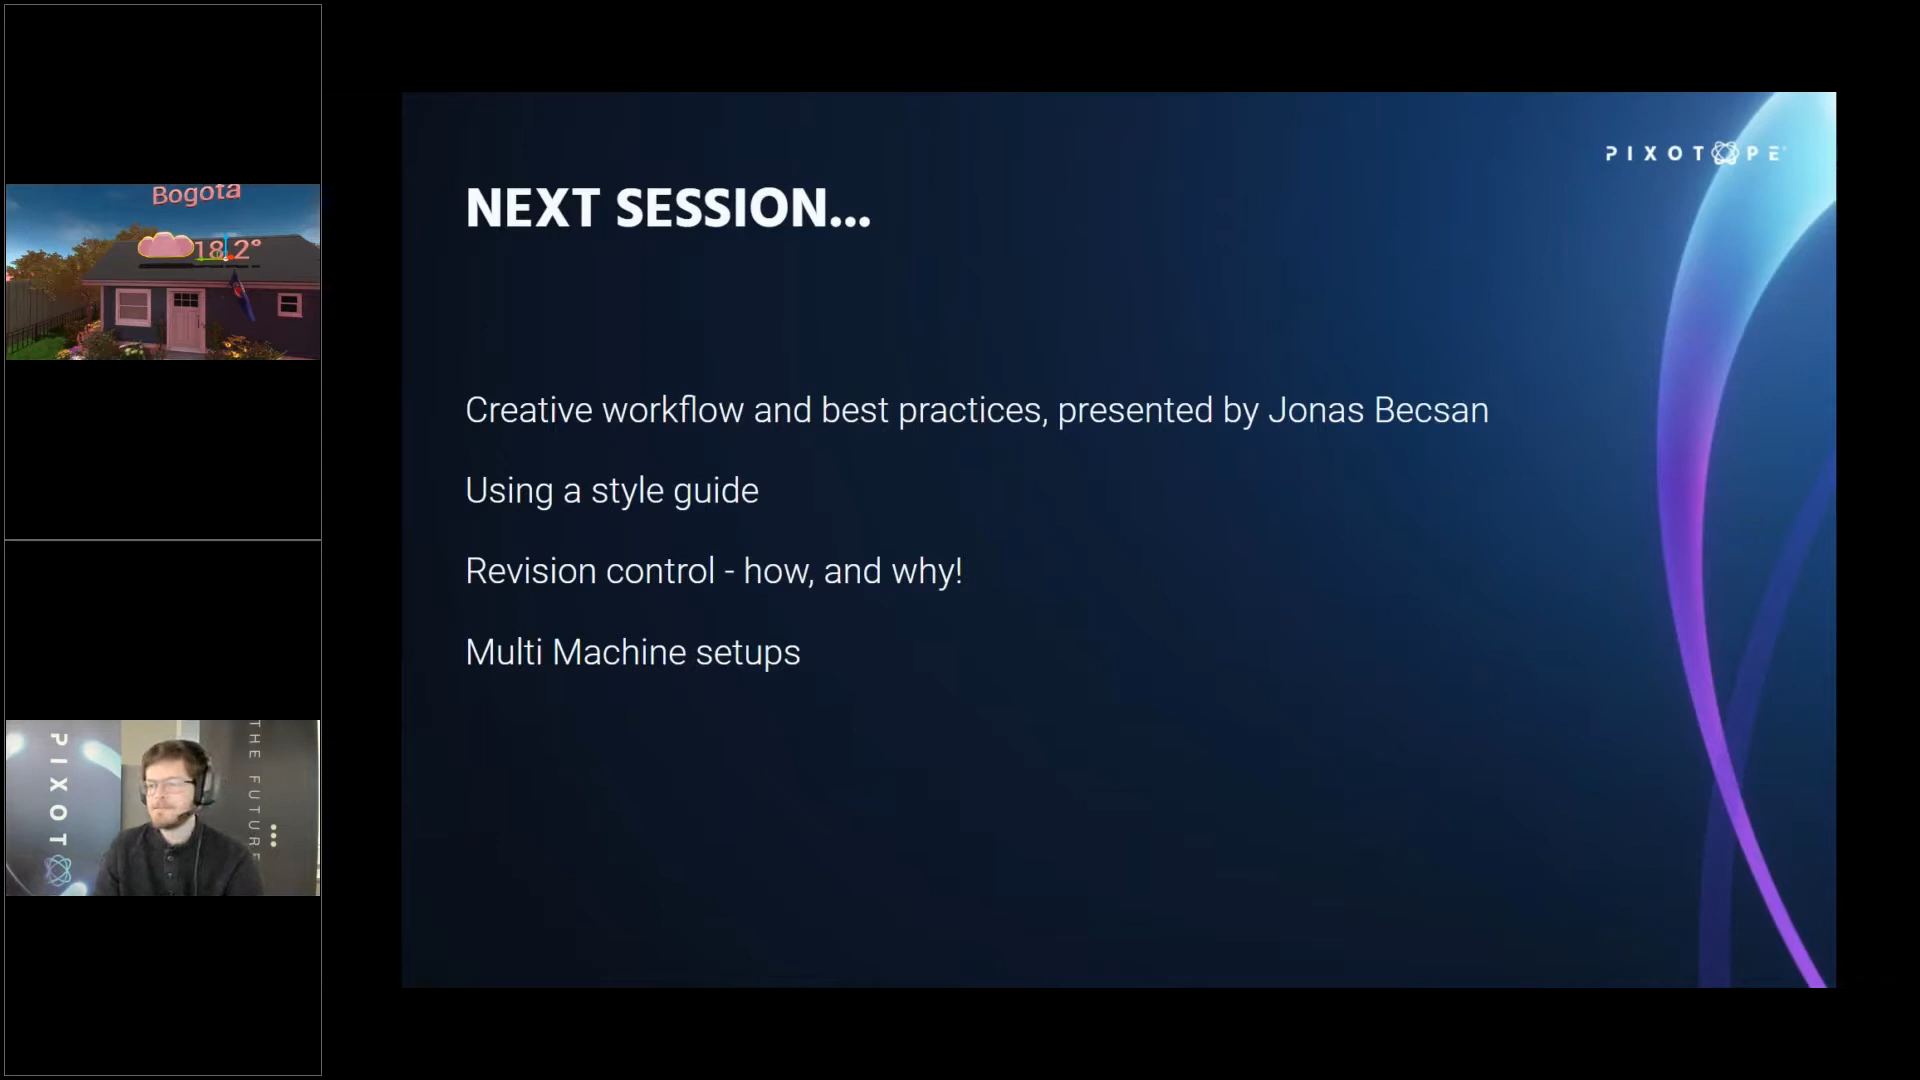 Bogota
18.2°
PIXOT
THE FUTURE
PIXOTOPE
NEXT SESSION...
Creative workflow and best practices, presented by Jonas Becsan
Using a style guide
Revision control - how, and why!
Multi Machine setups